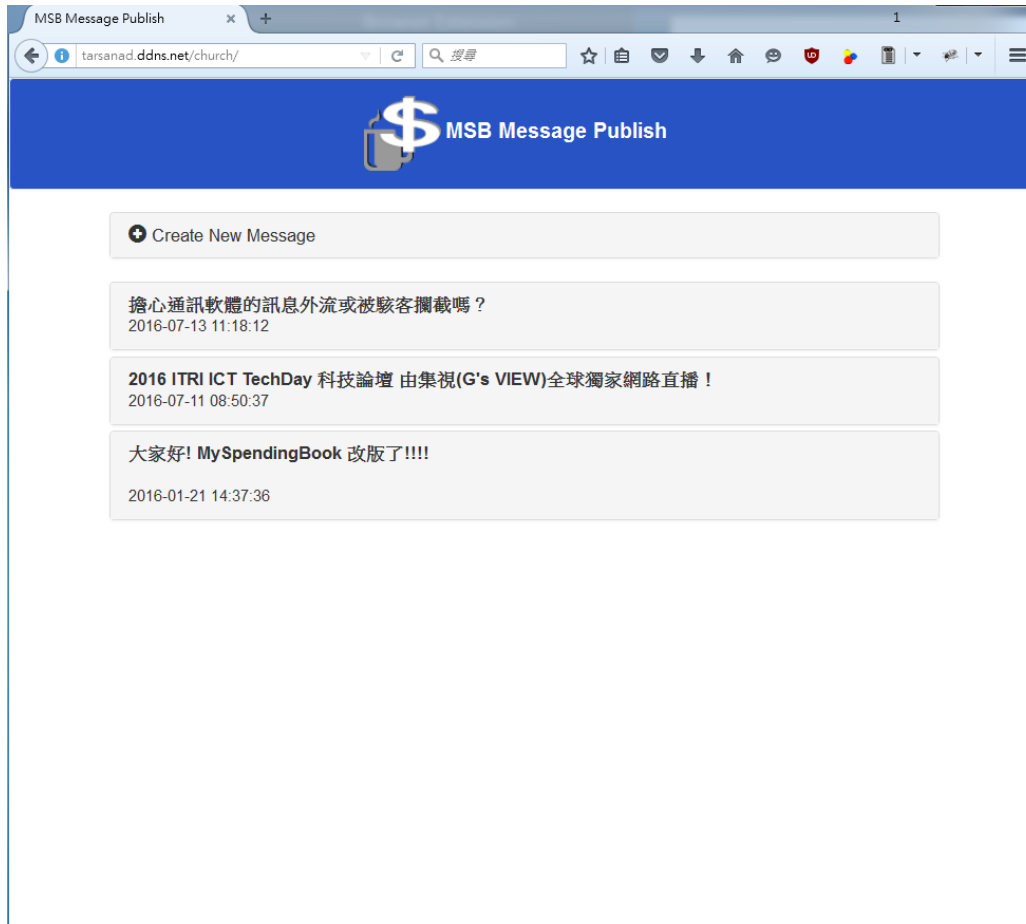 MSB Message Publish
1
tarsanad.ddns.net/church/
搜尋
MSB Message Publish
Create New Message
擔心通訊軟體的訊息外流或被駭客攔截嗎？
2016-07-13 11:18:12
2016 ITRI ICT TechDay 科技論壇 由集視(G's VIEW)全球獨家網路直播！
2016-07-11 08:50:37
大家好! MySpendingBook 改版了!!!!
2016-01-21 14:37:36